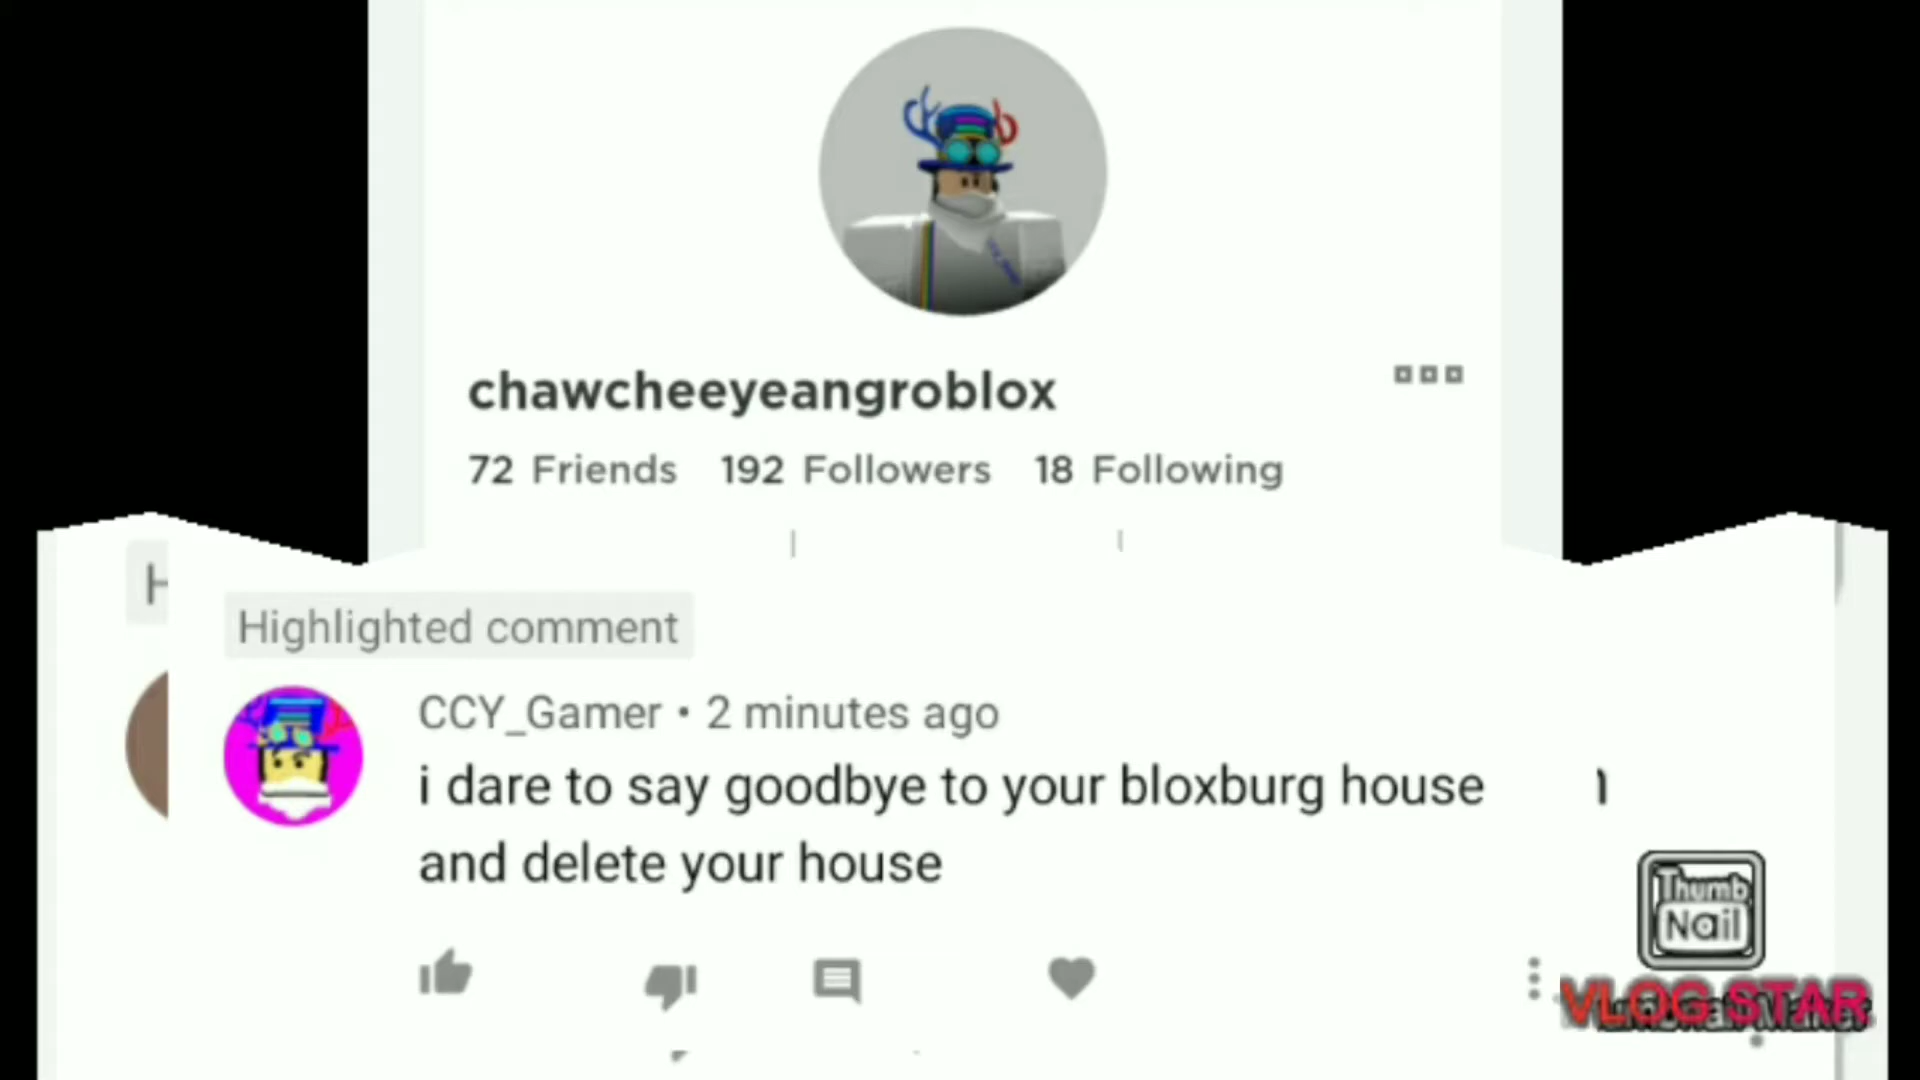 chawcheeyeangroblox
72 Friends 192 Followers 18 Following
H
Highlighted comment
CCY_Gamer • 2 minutes ago
i dare to say goodbye to your bloxburg house
and delete your house
Thumb
Nail
VLOG STAR